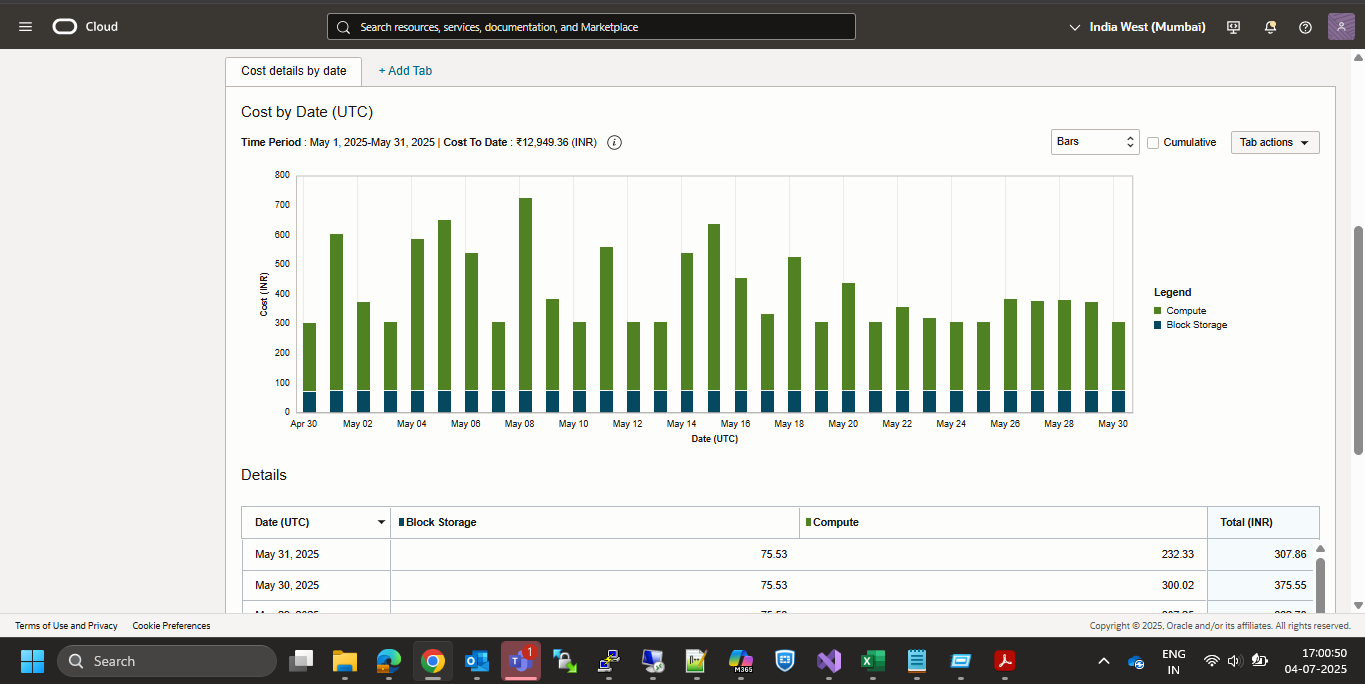 Cloud
Search resources, services, documentation, and Marketplace
India West (Mumbai)
Cost details by date
+ Add Tab
Cost by Date (UTC)
Time Period : May 1, 2025-May 31, 2025 | Cost To Date : ₹12,949.36 (INR)
Bars
Cumulative
Tab actions
800
700
600
500
400
300
200
100
0
Cost (INR)
Apr 30 May 02 May 04 May 06 May 08 May 10 May 12 May 14 May 16 May 18 May 20 May 22 May 24 May 26 May 28 May 30
Date (UTC)
Legend
Compute
Block Storage
Details
Date (UTC) Block Storage Compute Total (INR)
May 31, 2025 75.53 232.33 307.86
May 30, 2025 75.53 300.02 375.55
Terms of Use and Privacy Cookie Preferences
Copyright © 2025, Oracle and/or its affiliates. All rights reserved.
Search
1
M365
ENG
IN
17:00:50
04-07-2025